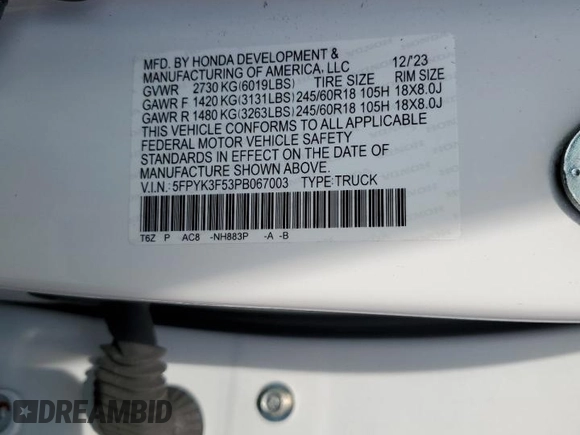 MFD. BY HONDA DEVELOPMENT &
MANUFACTURING OF AMERICA, LLC 12/'23
GVWR 2730 KG(6019LBS) TIRE SIZE RIM SIZE
GAWR F 1420 KG(3131LBS) 245/60R18 105H 18X8.0J
GAWR R 1480 KG(3263LBS) 245/60R18 105H 18X8.0J
THIS VEHICLE CONFORMS TO ALL APPLICABLE
FEDERAL MOTOR VEHICLE SAFETY
STANDARDS IN EFFECT ON THE DATE OF
MANUFACTURE SHOWN ABOVE.
V.I.N.: 5FPYK3F53PB067003 TYPE:TRUCK
T6Z P AC8 -NH883P -A -B
DREAMBID